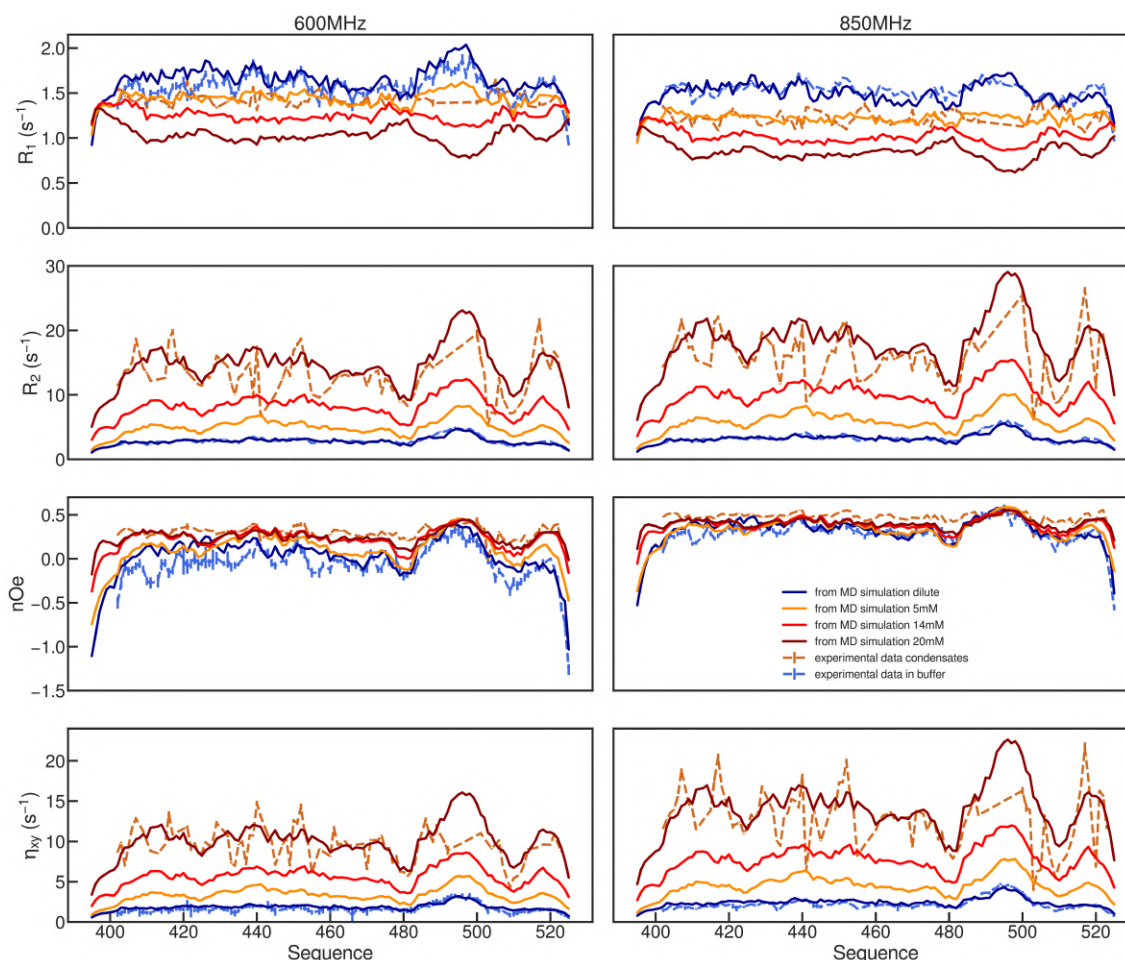 600MHz 850MHz
2.0
1.5
1.0
0.5
0.0
R1 (s−1)
30
20
10
0
R2 (s−1)
0.5
0.0
−0.5
−1.0
−1.5
nOe
from MD simulation dilute
from MD simulation 5mM
from MD simulation 14mM
from MD simulation 20mM
experimental data condensates
experimental data in buffer
20
15
10
5
0
ηxy (s−1)
400 420 440 460 480 500 520 400 420 440 460 480 500 520
Sequence Sequence